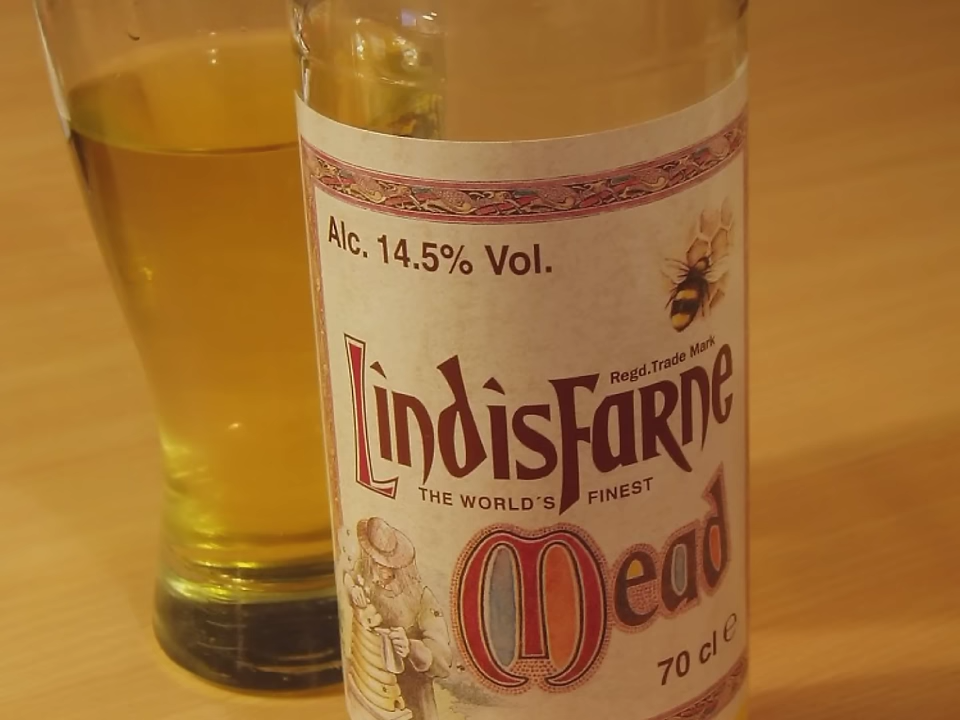 Alc. 14.5% Vol.
Regd.Trade Mark
LindisFarne
THE WORLD´S FINEST
Mead
70 cl ℮